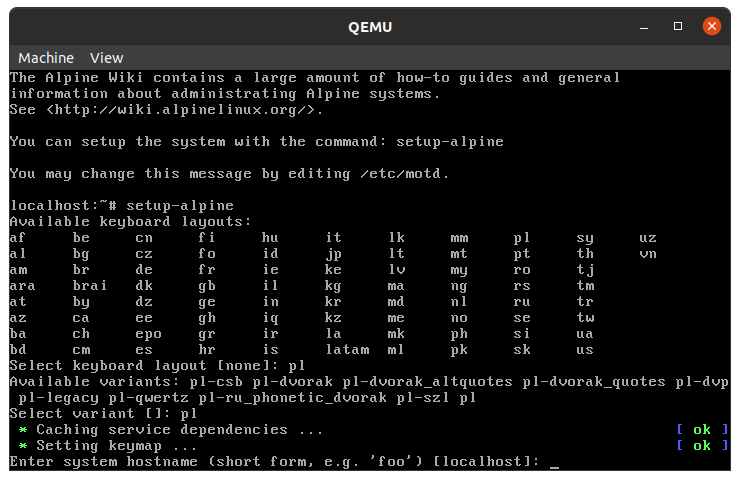 QEMU
Machine View
The Alpine Wiki contains a large amount of how-to guides and general
information about administrating Alpine systems.
See <http://wiki.alpinelinux.org/>.
You can setup the system with the command: setup-alpine
You may change this message by editing /etc/motd.
localhost:~# setup-alpine
Available keyboard layouts:
af be cn fi hu it lk mm pl sy uz
al bg cz fo id jp lt mt pt th vn
am br de fr ie ke lv my ro tj
ara brai dk gb il kg ma ng rs tm
at by dz ge in kr md nl ru tr
az ca ee gh iq kz me no se tw
ba ch epo gr ir la mk ph si ua
bd cm es hr is latam ml pk sk us
Select keyboard layout [none]: pl
Available variants: pl-csb pl-dvorak pl-dvorak_altquotes pl-dvorak_quotes pl-dvp
pl-legacy pl-qwertz pl-ru_phonetic_dvorak pl-szl pl
Select variant []: pl
* Caching service dependencies ... [ ok ]
* Setting keymap ... [ ok ]
Enter system hostname (short form, e.g. 'foo') [localhost]: _